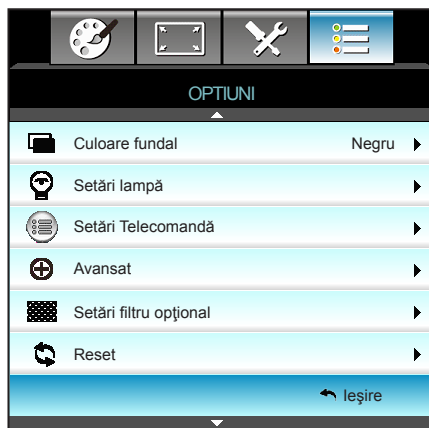 OPTIUNI
Culoare fundal Negru
Setări lampă
Setări Telecomandă
Avansat
Setări filtru opţional
Reset
Ieşire